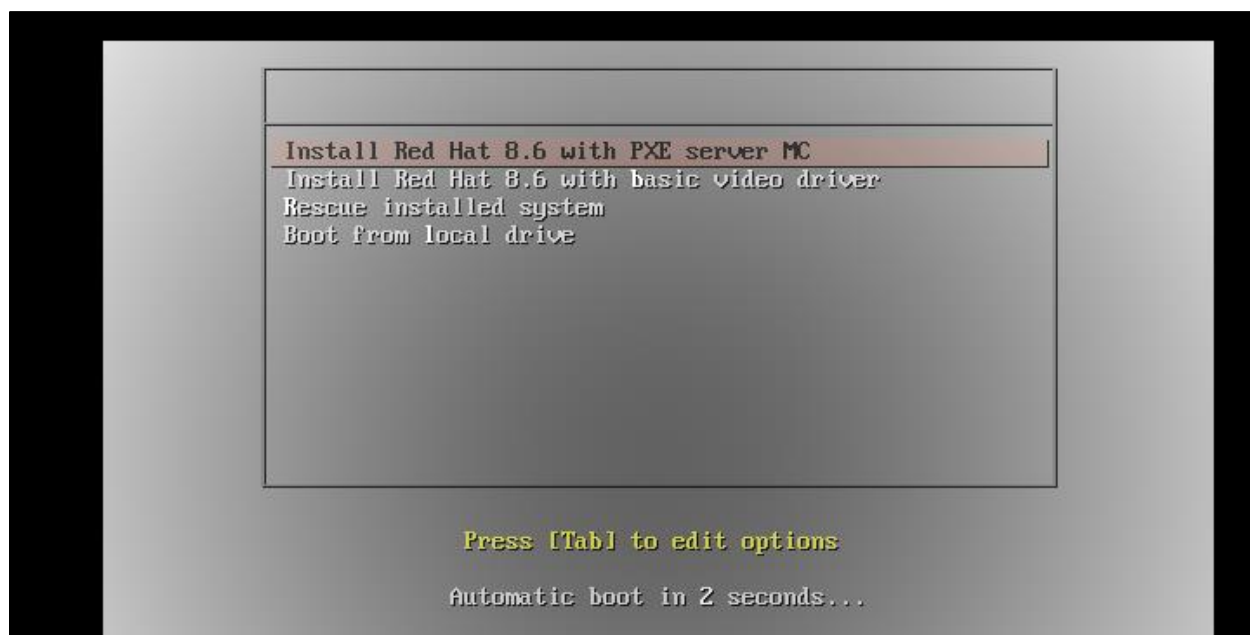 Install Red Hat 8.6 with PXE server MC
Install Red Hat 8.6 with basic video driver
Rescue installed system
Boot from local drive
Press [Tab] to edit options
Automatic boot in 2 seconds...